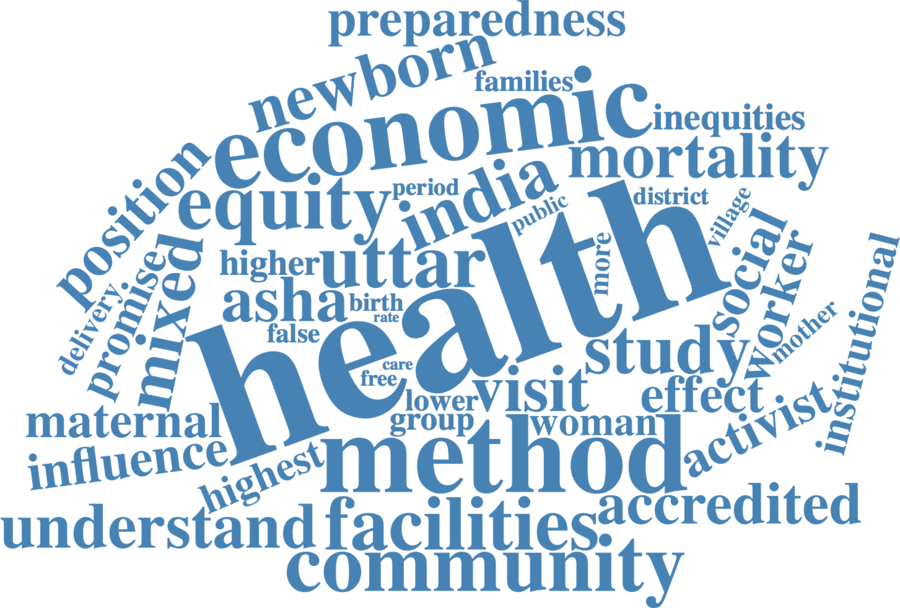 preparedness
newborn
families
economic
inequities
mortality
position
equity
period
india
public
district
village
health
more
social
worker
institutional
mixed
promise
delivery
higher
uttar
asha
birth
rate
false
care
free
study
mother
visit
effect
lower
group
woman
activist
maternal
influence
highest
method
accredited
understand
facilities
community